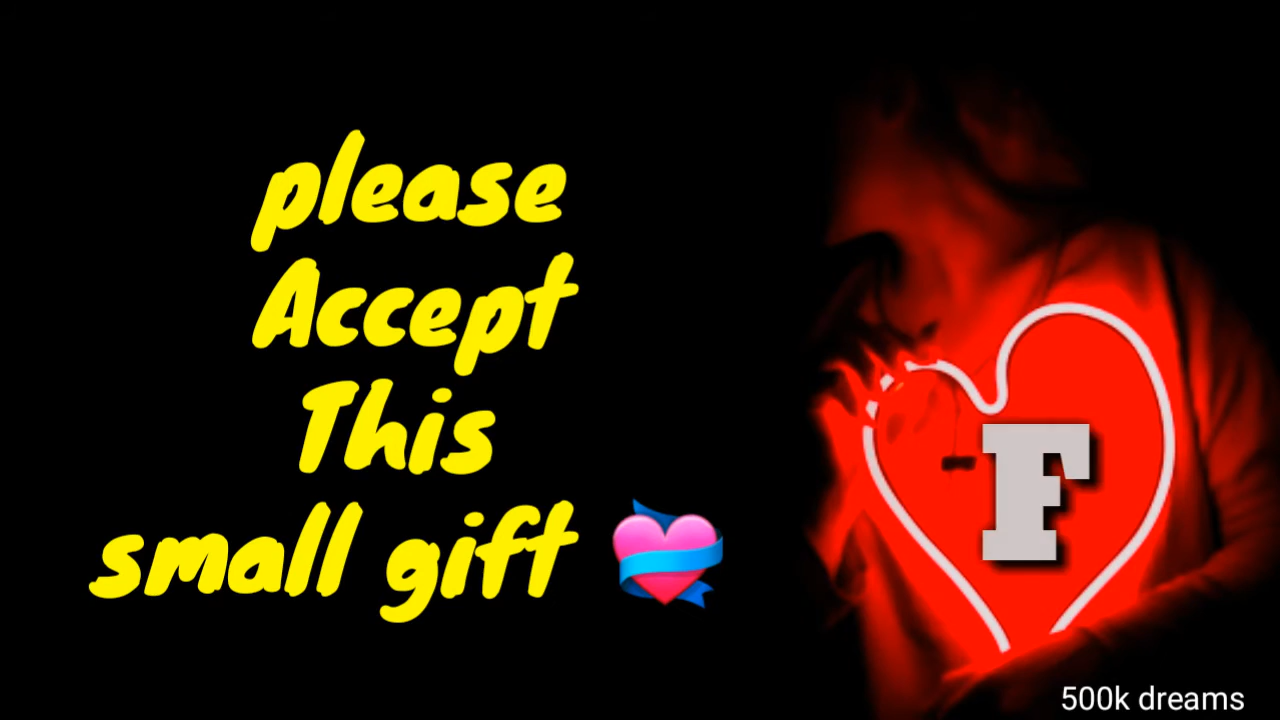 please
Accept
This
small gift 💝
F
500k dreams